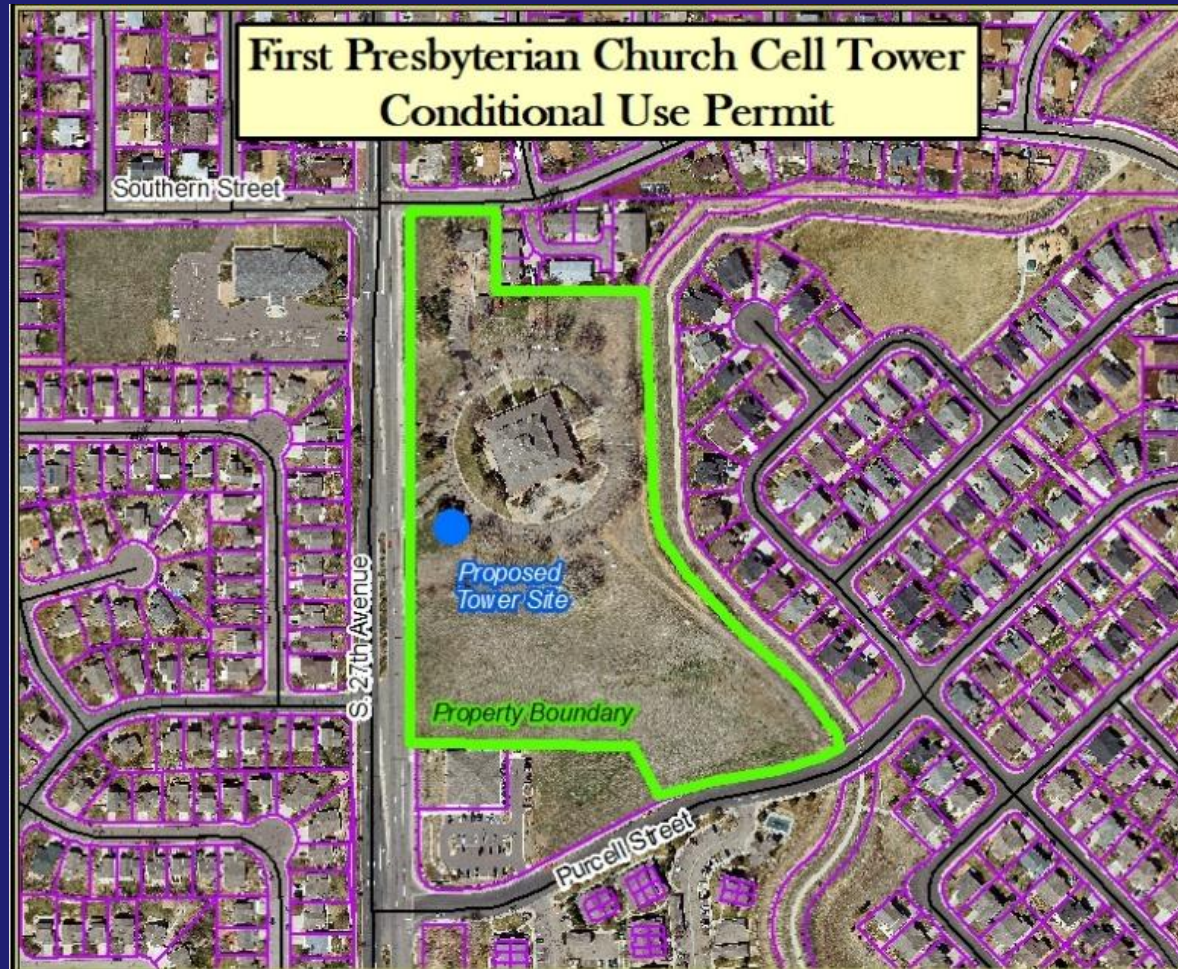 First Presbyterian Church Cell Tower
Conditional Use Permit
Southern Street
S. 27th Avenue
Proposed
Tower Site
Property Boundary
Purcell Street